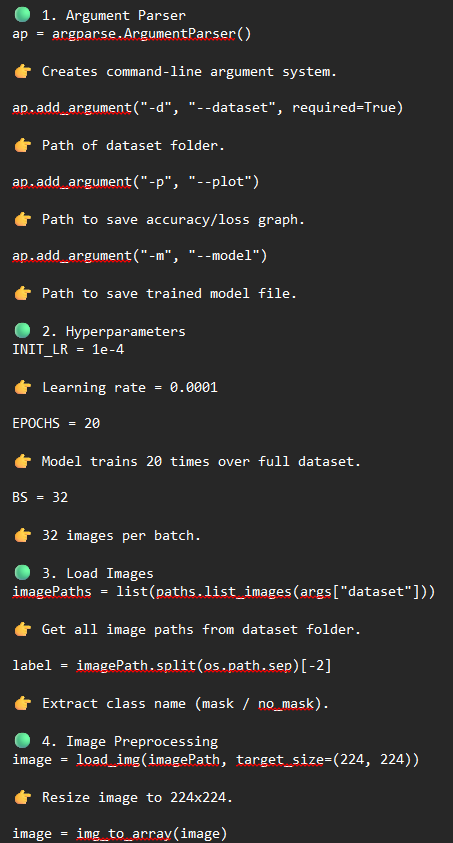 🟢 1. Argument Parser
ap = argparse.ArgumentParser()
👉 Creates command-line argument system.
ap.add_argument("-d", "--dataset", required=True)
👉 Path of dataset folder.
ap.add_argument("-p", "--plot")
👉 Path to save accuracy/loss graph.
ap.add_argument("-m", "--model")
👉 Path to save trained model file.
🟢 2. Hyperparameters
INIT_LR = 1e-4
👉 Learning rate = 0.0001
EPOCHS = 20
👉 Model trains 20 times over full dataset.
BS = 32
👉 32 images per batch.
🟢 3. Load Images
imagePaths = list(paths.list_images(args["dataset"]))
👉 Get all image paths from dataset folder.
label = imagePath.split(os.path.sep)[-2]
👉 Extract class name (mask / no_mask).
🟢 4. Image Preprocessing
image = load_img(imagePath, target_size=(224, 224))
👉 Resize image to 224x224.
image = img_to_array(image)